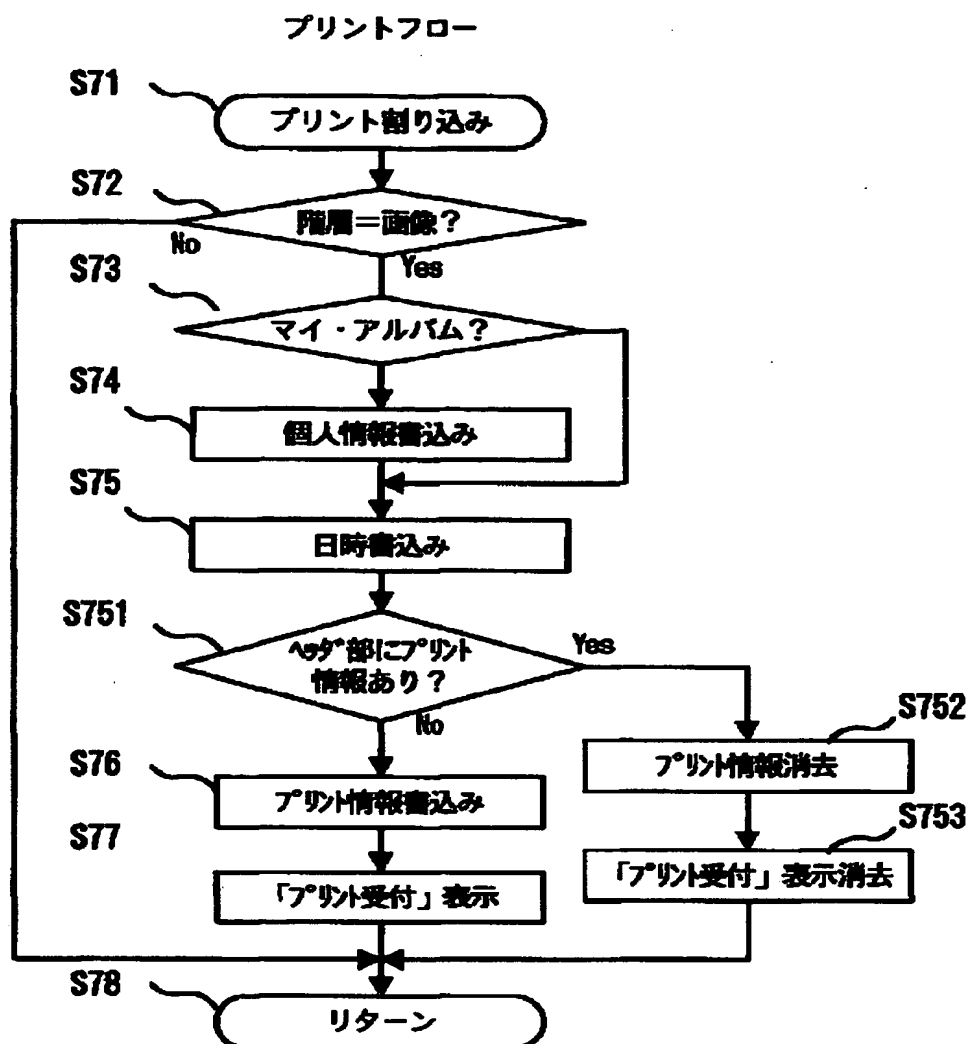 プリントフロー
S71
プリント割り込み
S72
階層=画像?
No
Yes
S73
マイ・アルバム?
S74
個人情報書込み
S75
日時書込み
S751
ヘッダ部にプリント
情報あり?
Yes
No
S752
プリント情報消去
S76
プリント情報書込み
S753
「プリント受付」表示消去
S77
「プリント受付」表示
S78
リターン